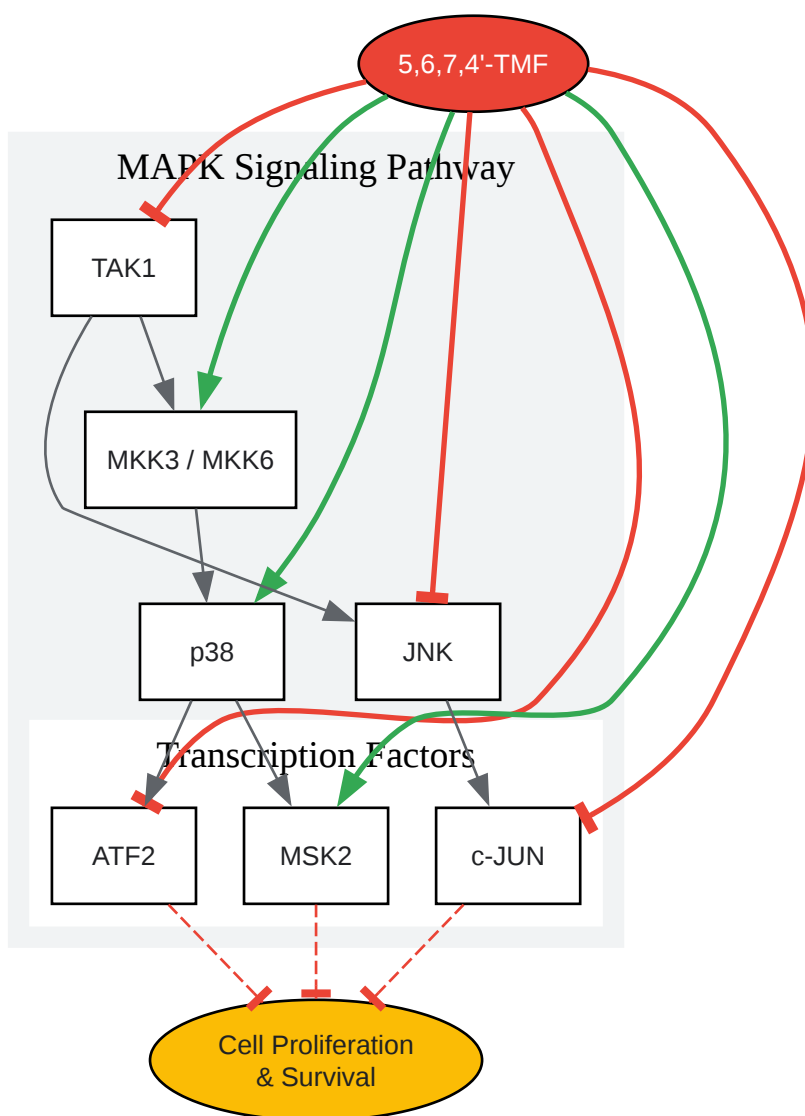 5,6,7,4'-TMF
MAPK Signaling Pathway
TAK1
MKK3 / MKK6
p38
JNK
Transcription Factors
ATF2
MSK2
c-JUN
Cell Proliferation
& Survival